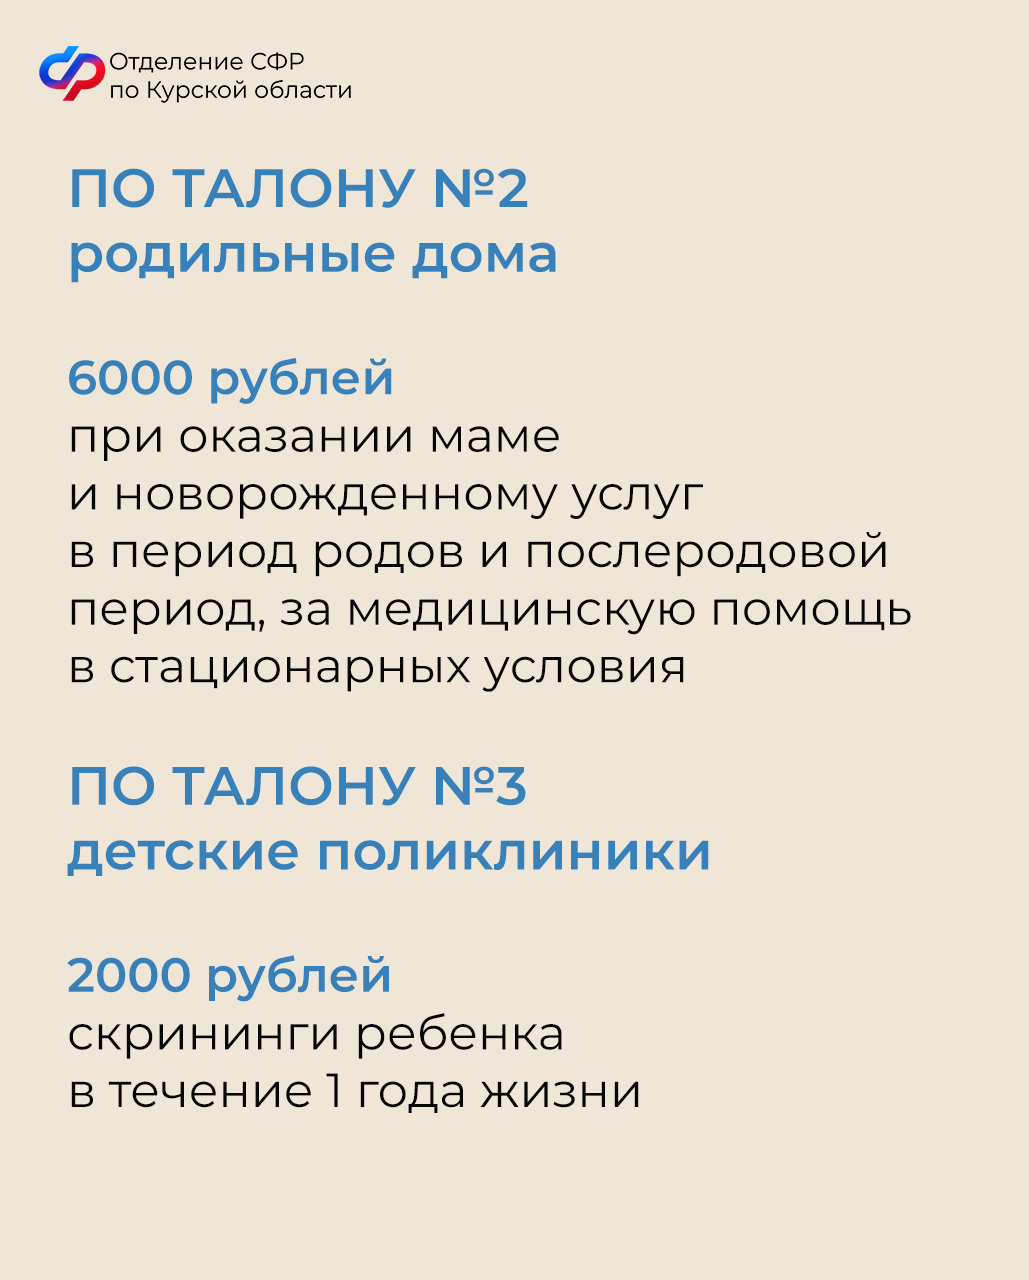 Отделение СФР
по Курской области
ПО ТАЛОНУ №2
родильные дома
6000 рублей
при оказании маме
и новорожденному услуг
в период родов и послеродовой
период, за медицинскую помощь
в стационарных условия
ПО ТАЛОНУ №3
детские поликлиники
2000 рублей
скрининги ребенка
в течение 1 года жизни